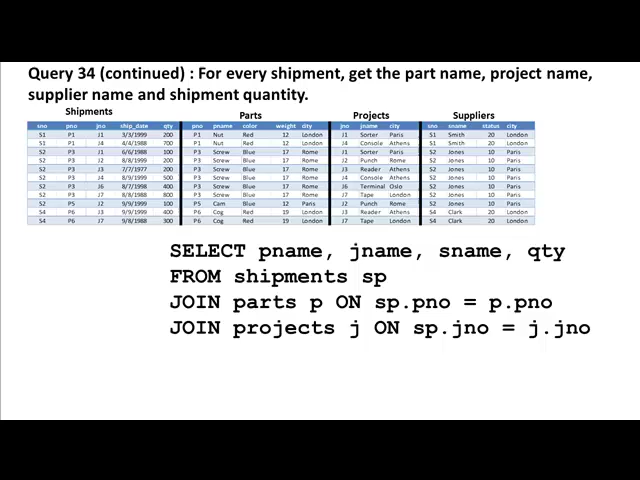 Query 34 (continued) : For every shipment, get the part name, project name,
supplier name and shipment quantity.
Shipments Parts Projects Suppliers
sno pno jno ship_date qty pno pname color weight city jno jname city sno sname status city
S1 P1 J1 3/3/1999 200 P1 Nut Red 12 London J1 Sorter Paris S1 Smith 20 London
S1 P1 J4 4/4/1988 700 P1 Nut Red 12 London J4 Console Athens S1 Smith 20 London
S2 P3 J1 6/6/1988 100 P3 Screw Blue 17 Rome J1 Sorter Paris S2 Jones 10 Paris
S2 P3 J2 8/8/1999 200 P3 Screw Blue 17 Rome J2 Punch Rome S2 Jones 10 Paris
S2 P3 J3 7/7/1977 200 P3 Screw Blue 17 Rome J3 Reader Athens S2 Jones 10 Paris
S2 P3 J4 8/9/1999 500 P3 Screw Blue 17 Rome J4 Console Athens S2 Jones 10 Paris
S2 P3 J6 8/7/1998 400 P3 Screw Blue 17 Rome J6 Terminal Oslo S2 Jones 10 Paris
S2 P3 J7 8/8/1988 800 P3 Screw Blue 17 Rome J7 Tape London S2 Jones 10 Paris
S2 P5 J2 9/9/1999 100 P5 Cam Blue 12 Paris J2 Punch Rome S2 Jones 10 Paris
S4 P6 J3 9/9/1999 400 P6 Cog Red 19 London J3 Reader Athens S4 Clark 20 London
S4 P6 J7 9/8/1988 300 P6 Cog Red 19 London J7 Tape London S4 Clark 20 London
SELECT pname, jname, sname, qty
FROM shipments sp
JOIN parts p ON sp.pno = p.pno
JOIN projects j ON sp.jno = j.jno